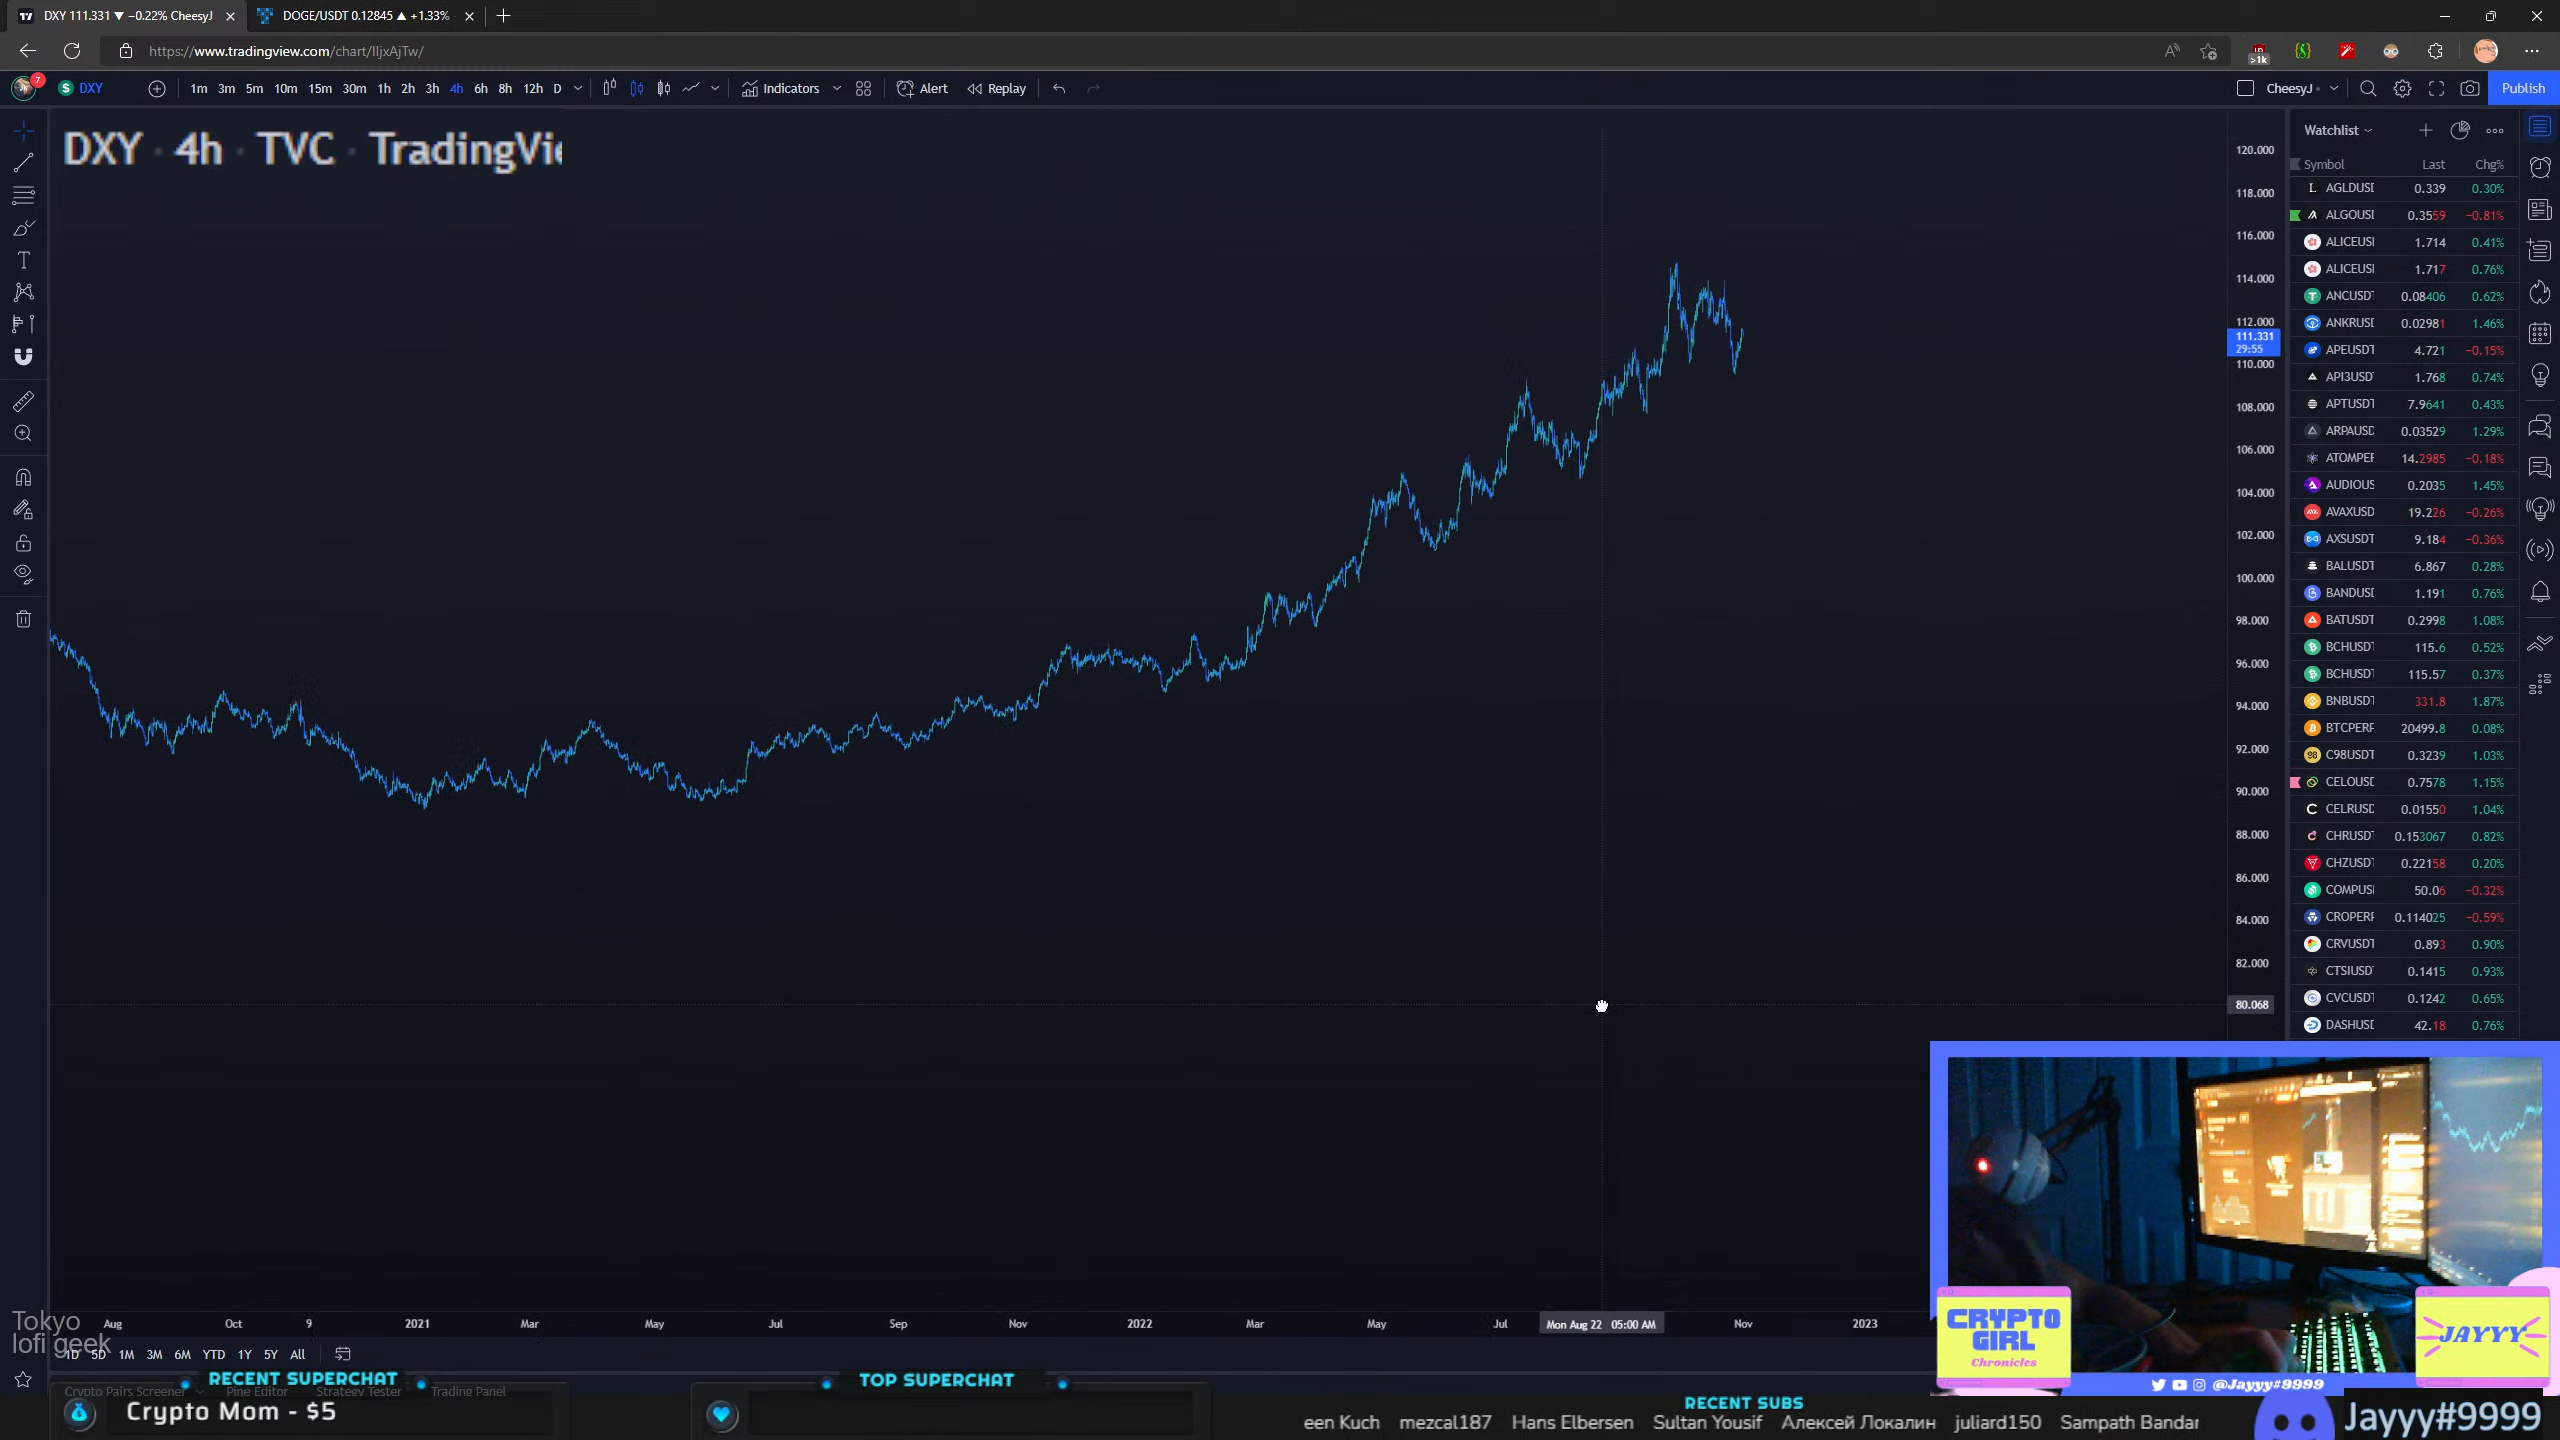 DXY 111.331 ▼ −0.22% CheesyJ
DOGE/USDT 0.12845 ▲ +1.33%
https://www.tradingview.com/chart/IljxAjTw/
>1k
7
DXY
1m 3m 5m 10m 15m 30m 1h 2h 3h 4h 6h 8h 12h D
Indicators
Alert
Replay
CheesyJ
Publish
DXY · 4h · TVC · TradingVie
120.000
118.000
116.000
114.000
112.000
111.331
29:55
110.000
108.000
106.000
104.000
102.000
100.000
98.000
96.000
94.000
92.000
90.000
88.000
86.000
84.000
82.000
80.068
Watchlist
Symbol Last Chg%
AGLDUSI 0.339 0.30%
ALGOUSI 0.3559 −0.81%
ALICEUSI 1.714 0.41%
ALICEUSI 1.717 0.76%
ANCUSDT 0.08406 0.62%
ANKRUSI 0.02981 1.46%
APEUSDT 4.721 −0.15%
API3USD 1.768 0.74%
APTUSDT 7.9641 0.43%
ARPAUSD 0.03529 1.29%
ATOMPEF 14.2985 −0.18%
AUDIOUS 0.2035 1.45%
AVAXUSD 19.226 −0.26%
AXSUSDT 9.184 −0.36%
BALUSDT 6.867 0.28%
BANDUSI 1.191 0.76%
BATUSDT 0.2998 1.08%
BCHUSDT 115.6 0.52%
BCHUSDT 115.57 0.37%
BNBUSDT 331.8 1.87%
BTCPERF 20499.8 0.08%
C98USDT 0.3239 1.03%
CELOUSD 0.7578 1.15%
CELRUSD 0.01550 1.04%
CHRUSDT 0.153067 0.82%
CHZUSDT 0.22158 0.20%
COMPUSI 50.06 −0.32%
CROPERF 0.114025 −0.59%
CRVUSDT 0.893 0.90%
CTSIUSD 0.1415 0.93%
CVCUSDT 0.1242 0.65%
DASHUSI 42.18 0.76%
Aug Oct 9 2021 Mar May Jul Sep Nov 2022 Mar May Jul Mon Aug 22 05:00 AM Nov 2023
Tokyo
lofi geek
1D 5D 1M 3M 6M YTD 1Y 5Y All
Crypto Pairs Screener Pine Editor Strategy Tester Trading Panel
RECENT SUPERCHAT
Crypto Mom - $5
TOP SUPERCHAT
RECENT SUBS
een Kuch mezcal187 Hans Elbersen Sultan Yousif Алексей Локалин juliard150 Sampath Bandar
CRYPTO
GIRL
Chronicles
JAYYY
@Jayyy#9999
Jayyy#9999